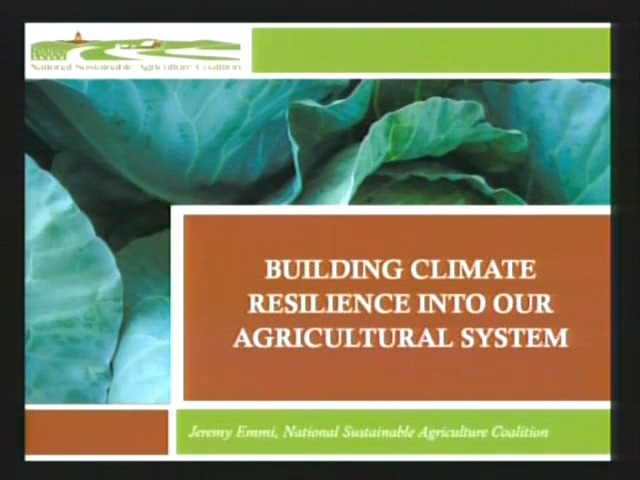 National Sustainable Agriculture Coalition
BUILDING CLIMATE
RESILIENCE INTO OUR
AGRICULTURAL SYSTEM
Jeremy Emmi, National Sustainable Agriculture Coalition